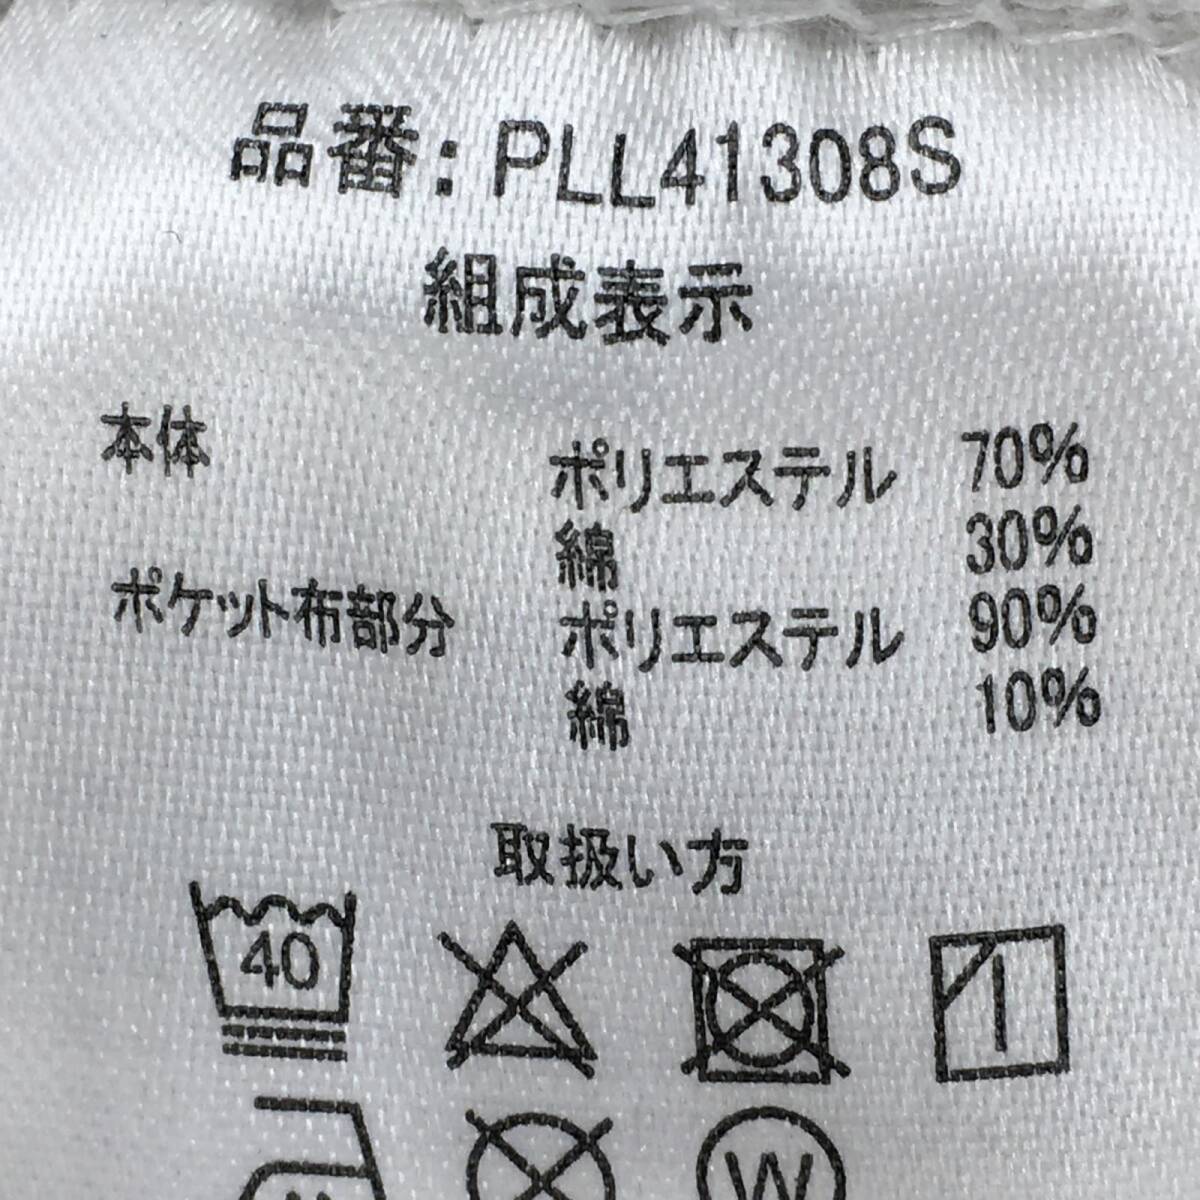 品番：PLL41308S
組成表示
本体 ポリエステル 70%
綿 30%
ポケット布部分 ポリエステル 90%
綿 10%
取扱い方
40
W